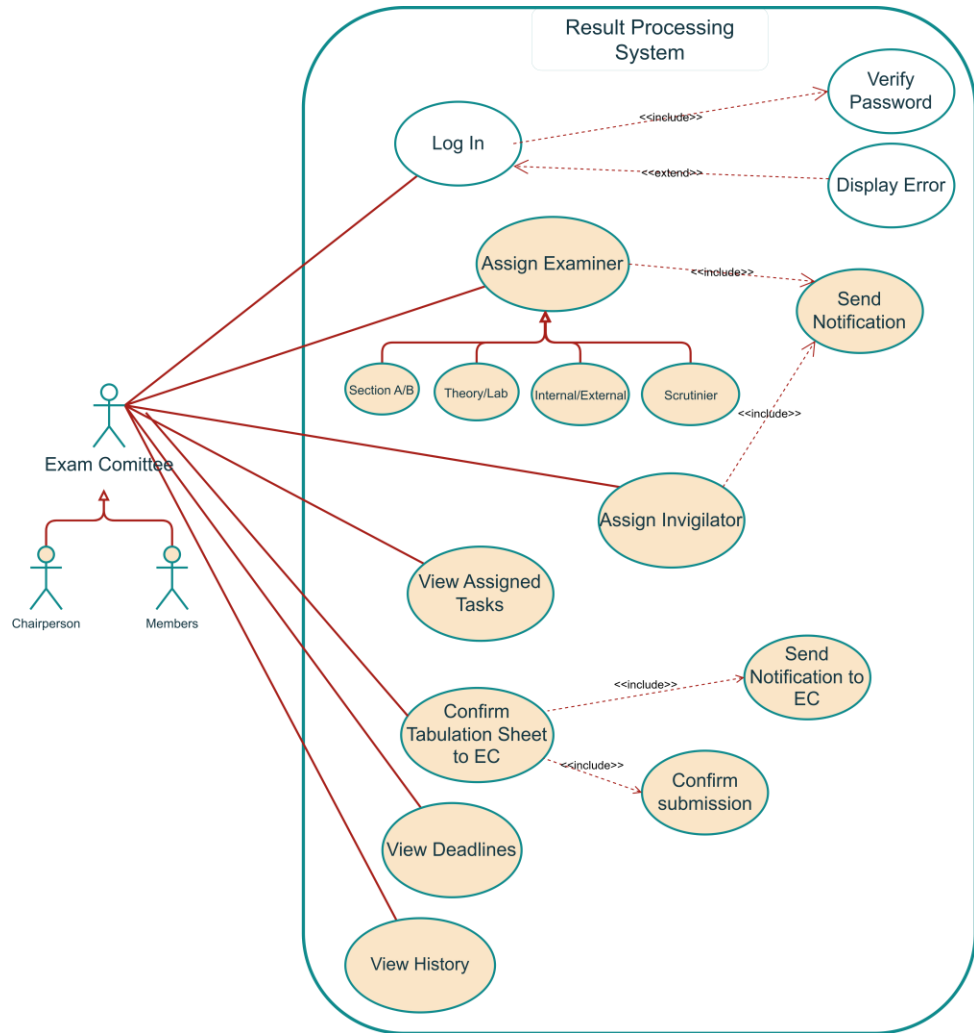 Result Processing
System
Verify
Password
<<include>>
Log In
<<extend>>
Display Error
Assign Examiner
<<include>>
Send
Notification
Section A/B
Theory/Lab
Internal/External
Scrutinier
<<include>>
Exam Comittee
Assign Invigilator
View Assigned
Tasks
Chairperson
Members
Send
Notification to
EC
<<include>>
Confirm
Tabulation Sheet
to EC
<<include>>
Confirm
submission
View Deadlines
View History